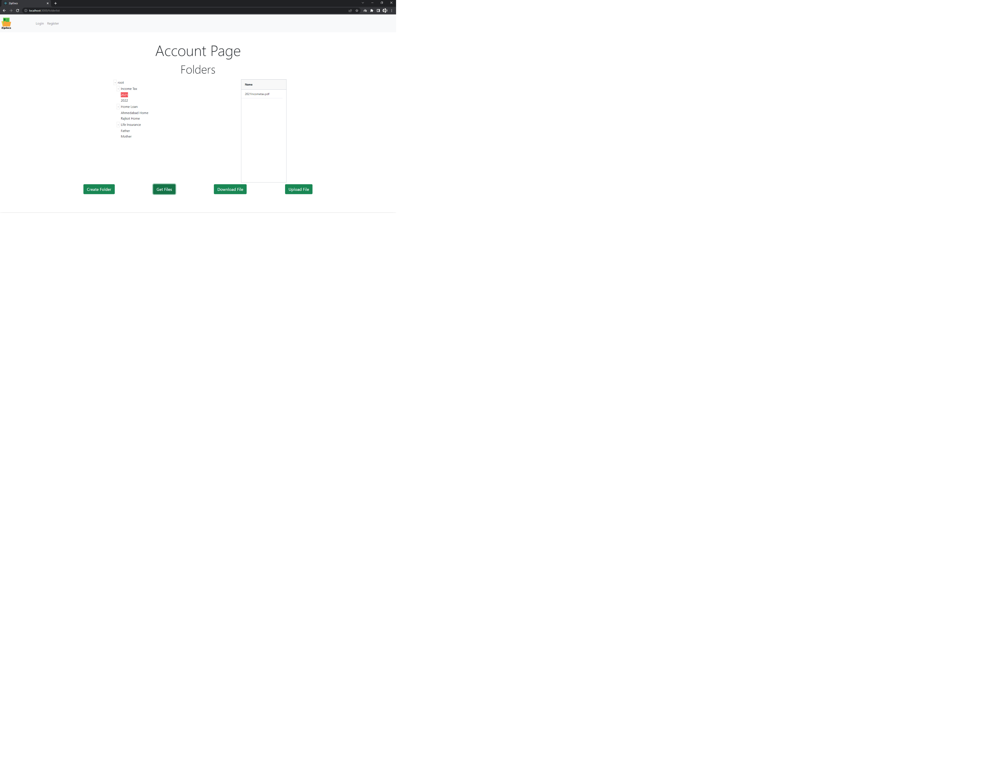 ZipDocs
localhost:3000/folderlist
Zipdocs
Login Register
Account Page
Folders
- root
- Income Tax
2021
2022
- Home Loan
Ahmedabad Home
Rajkot Home
- Life Insurance
Father
Mother
Name
2021Incometax.pdf
Create Folder Get Files Download File Upload File